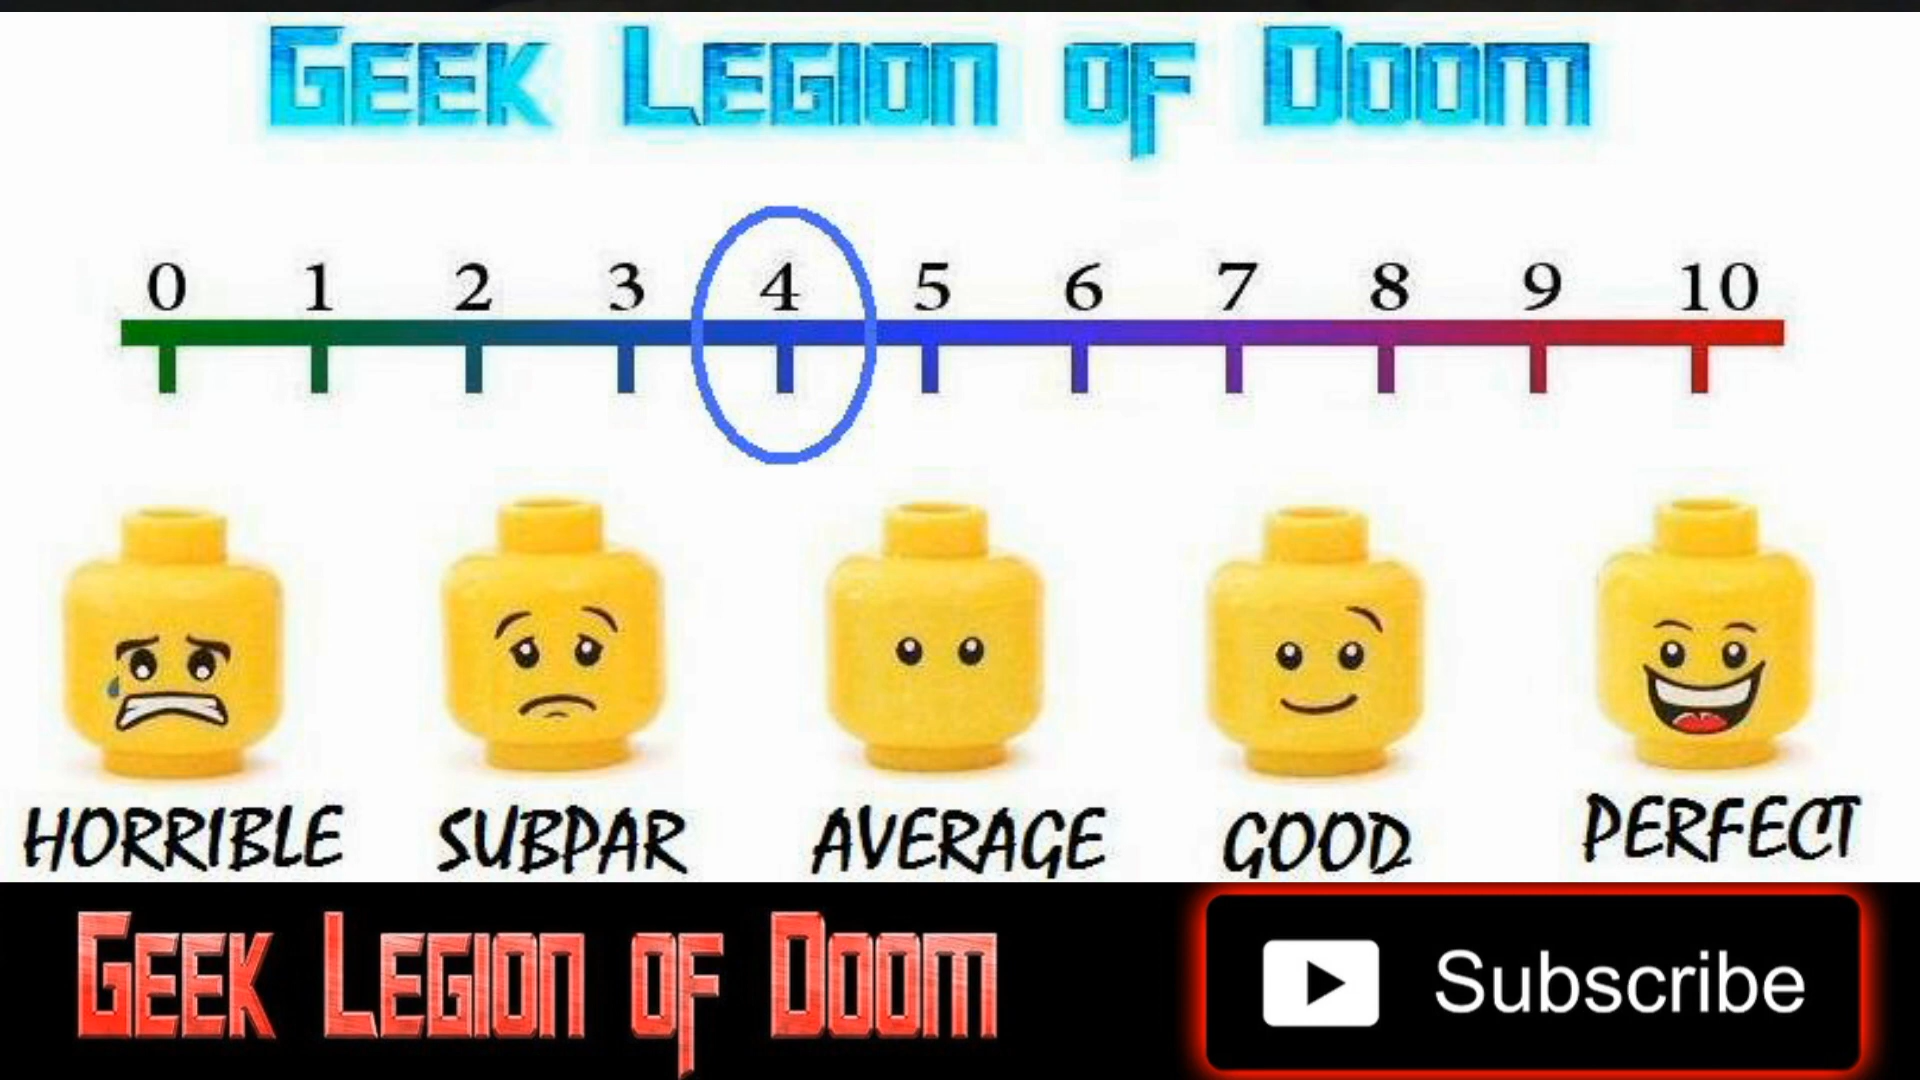 GEEK LEGION OF DOOM
0 1 2 3 4 5 6 7 8 9 10
HORRIBLE SUBPAR AVERAGE GOOD PERFECT
GEEK LEGION OF DOOM
Subscribe